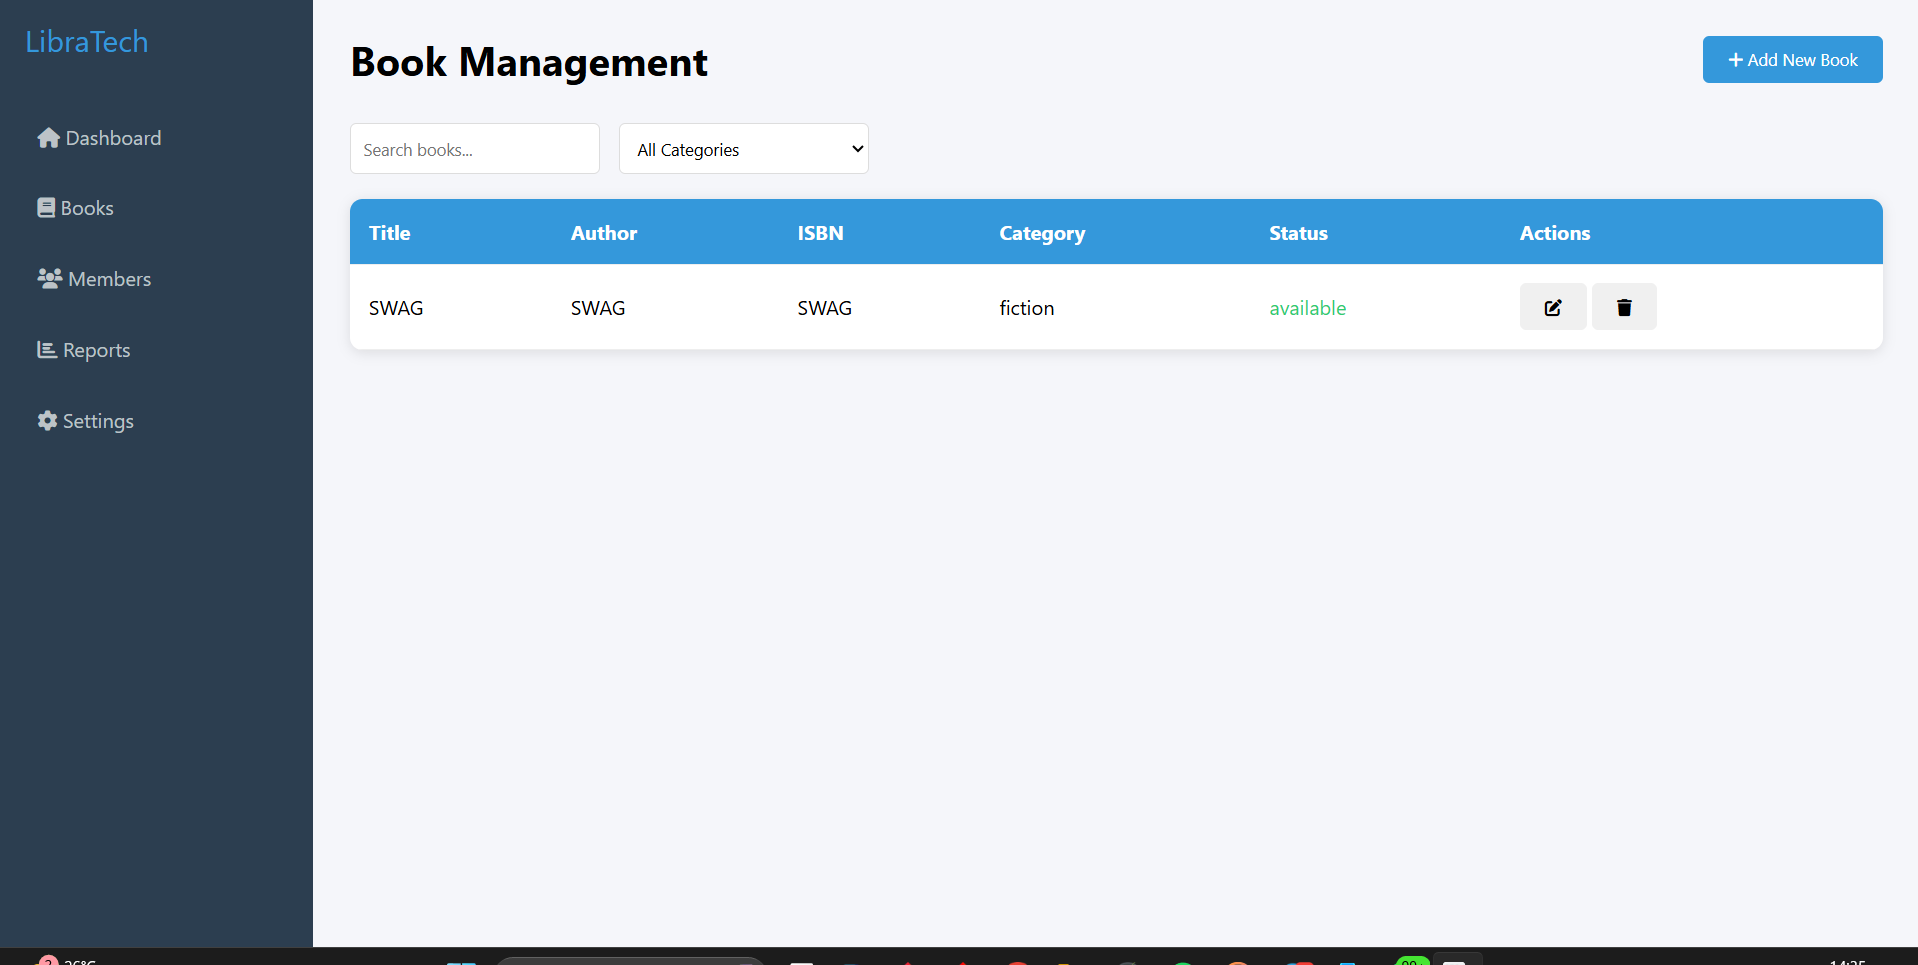 LibraTech
Dashboard
Books
Members
Reports
Settings
Book Management
Add New Book
Search books...
All Categories
Title Author ISBN Category Status Actions
SWAG SWAG SWAG fiction available